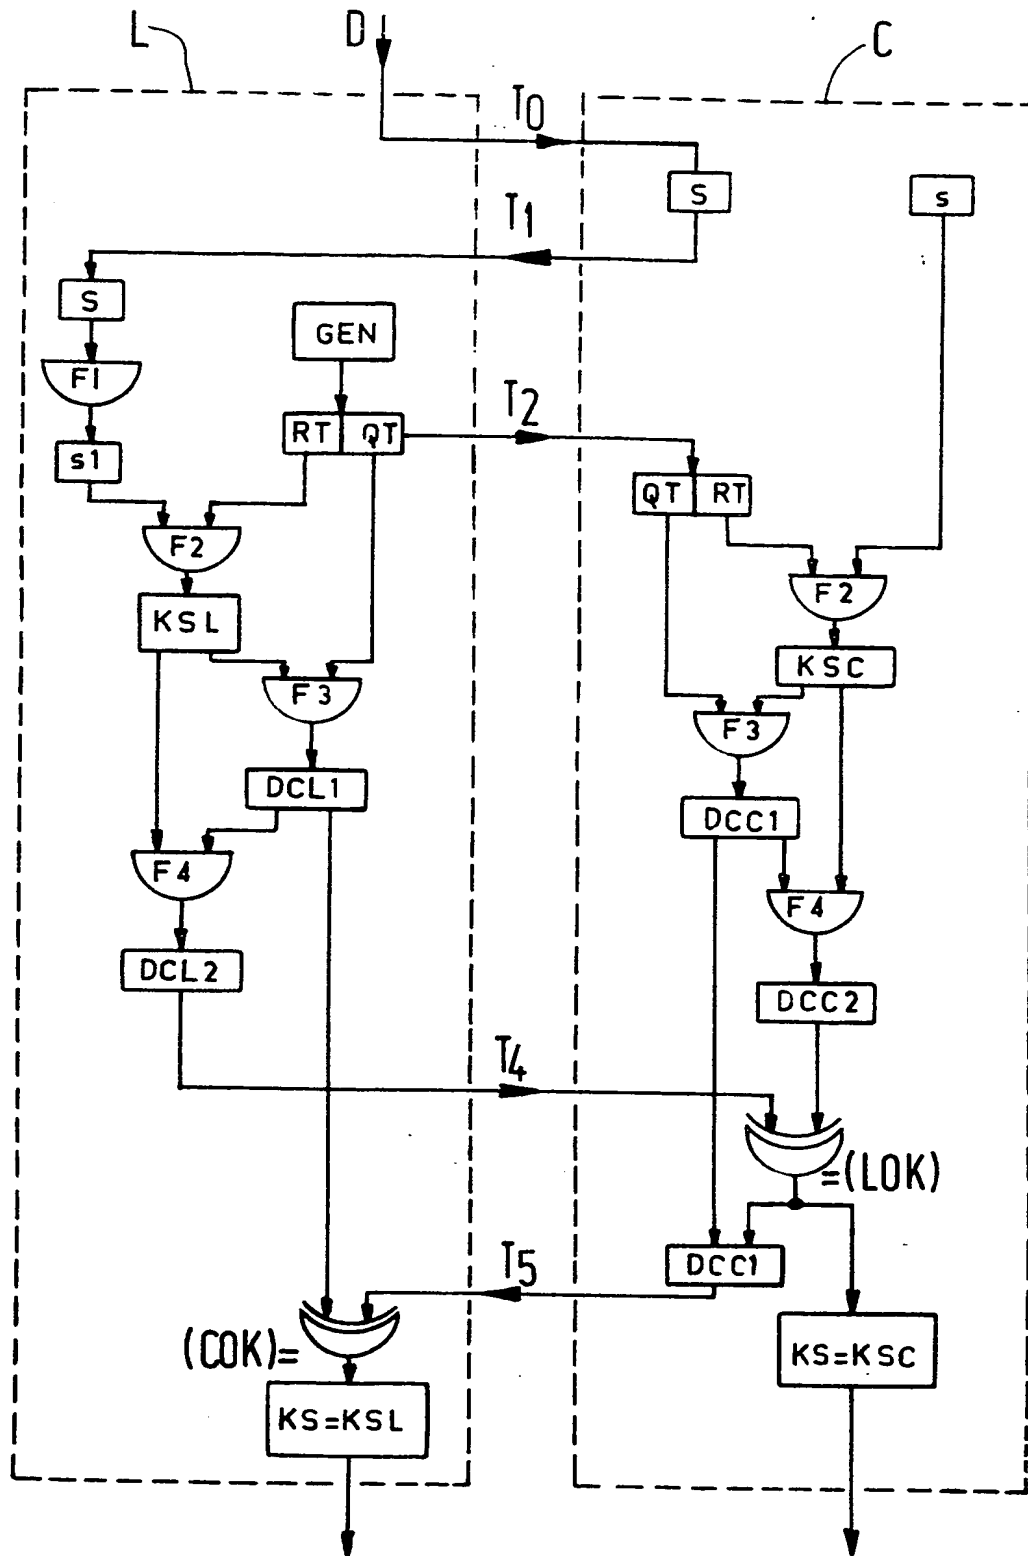 L
D
C
T0
S
s
T1
S
GEN
F1
T2
RT QT
s1
QT RT
F2
F2
KSL
KSC
F3
F3
DCL1
DCC1
F4
F4
DCL2
DCC2
T4
=(LOK)
T5
DCC1
(COK)=
KS=KSC
KS=KSL